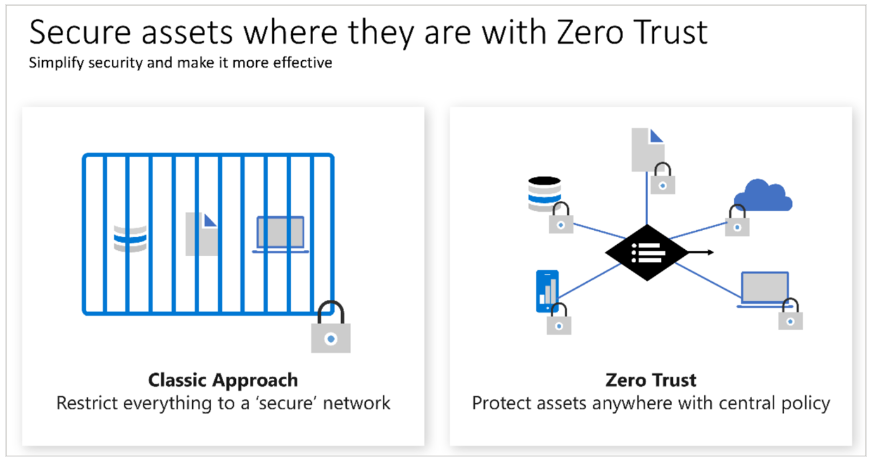 Secure assets where they are with Zero Trust
Simplify security and make it more effective
Classic Approach
Restrict everything to a ‘secure’ network
Zero Trust
Protect assets anywhere with central policy